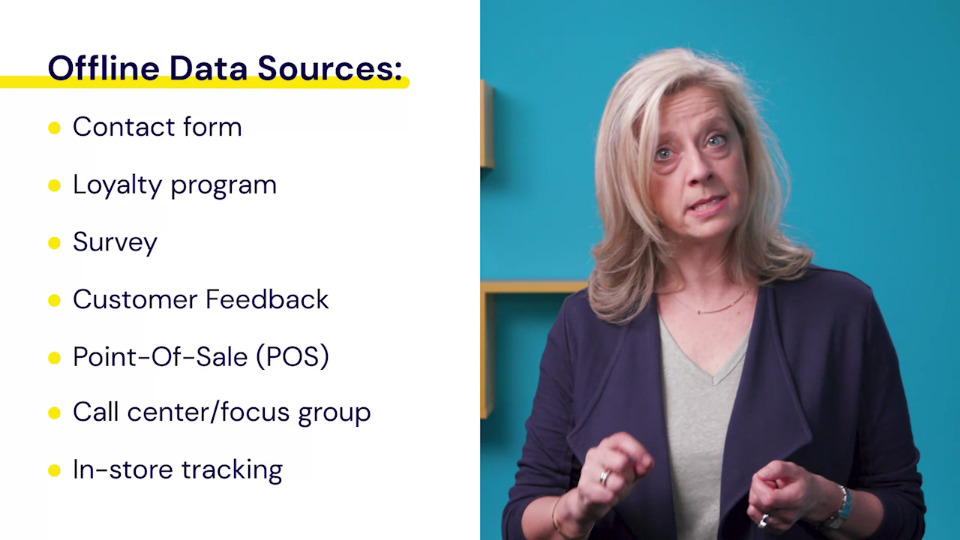 Offline Data Sources:
Contact form
Loyalty program
Survey
Customer Feedback
Point-Of-Sale (POS)
Call center/focus group
In-store tracking